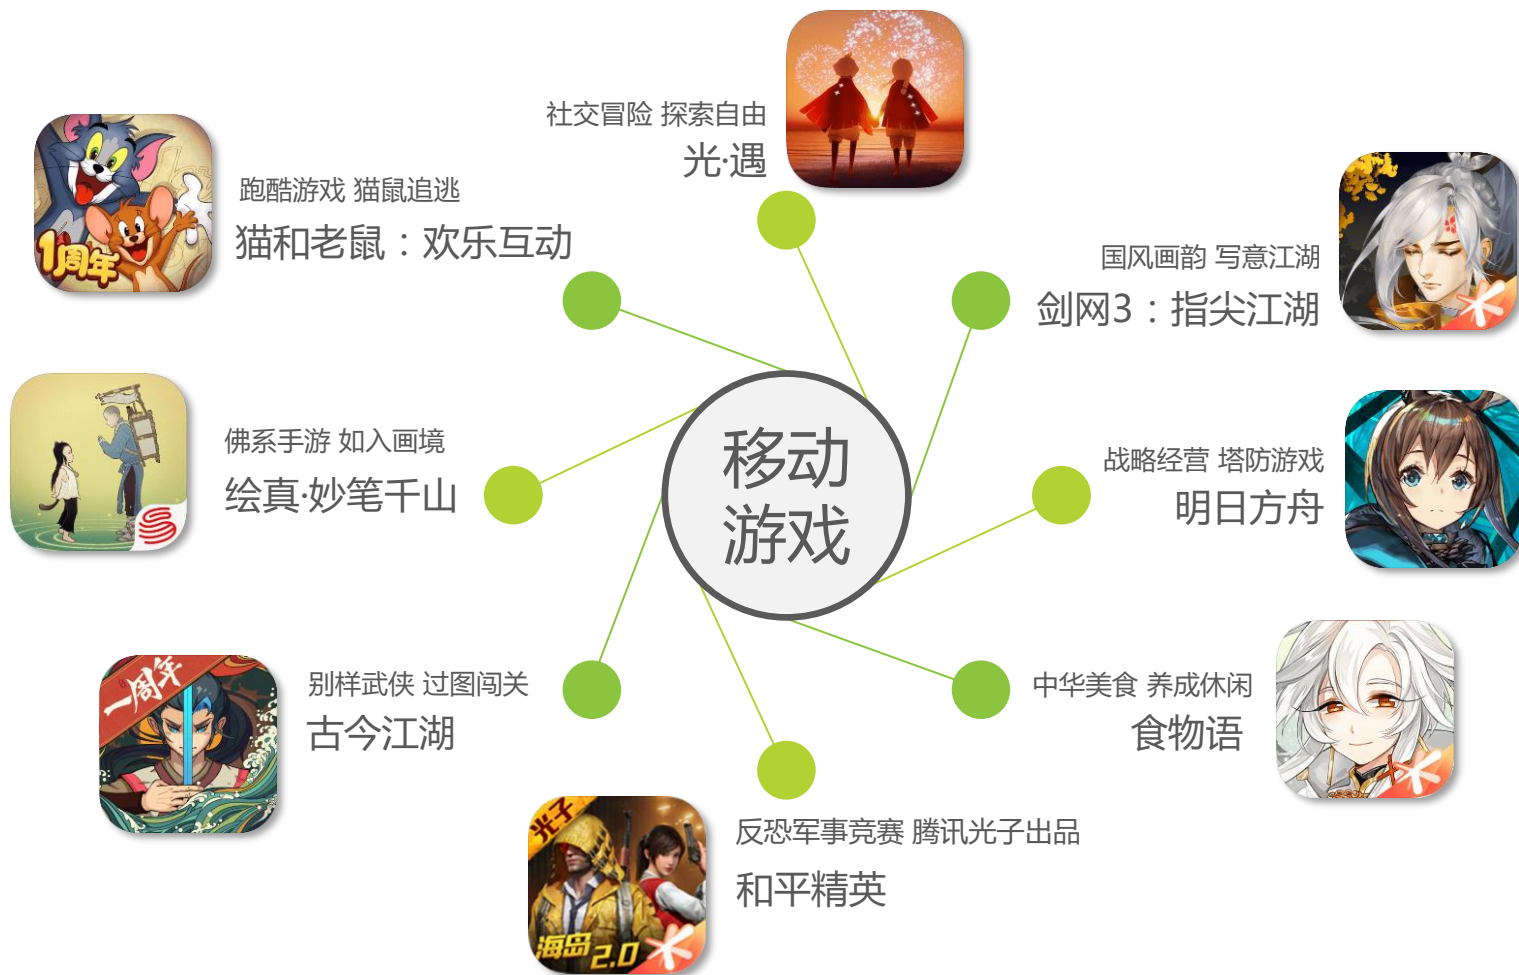 社交冒险 探索自由
光·遇
跑酷游戏 猫鼠追逃
猫和老鼠：欢乐互动
1周年
国风画韵 写意江湖
剑网3：指尖江湖
移动
游戏
佛系手游 如入画境
绘真·妙笔千山
战略经营 塔防游戏
明日方舟
别样武侠 过图闯关
古今江湖
一周年
中华美食 养成休闲
食物语
反恐军事竞赛 腾讯光子出品
和平精英
光子
海岛2.0